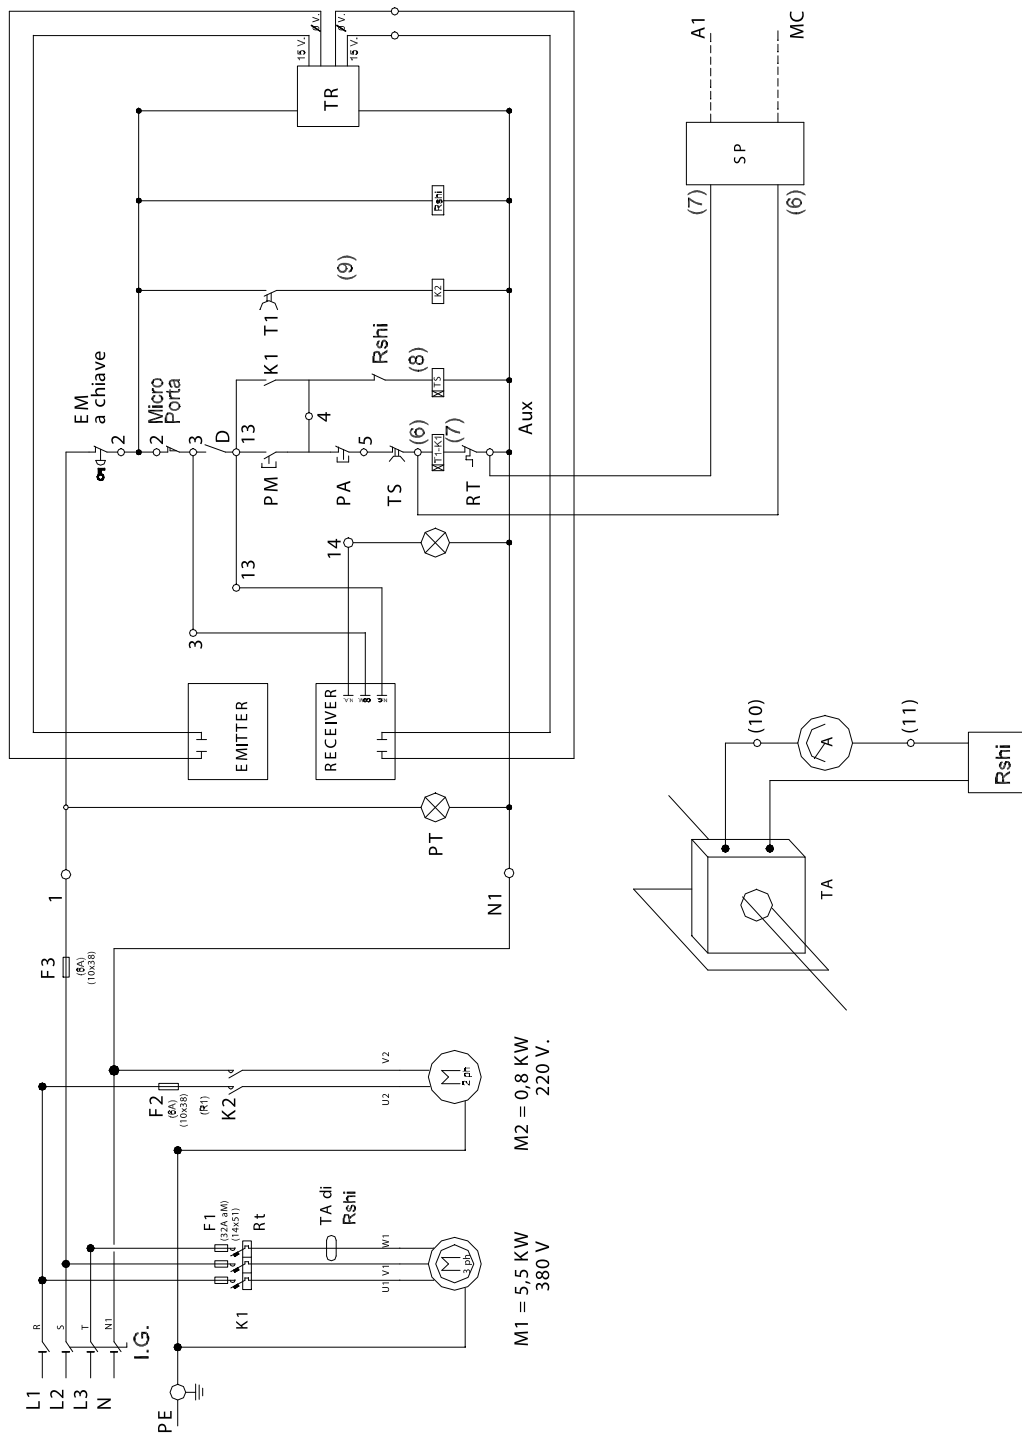 15 V.
V.
V.
15 V.
TR
A1
MC
SP
(7)
(6)
Rshi
(9)
K2
T1
K1
Rshi
(8)
TS
EM
a chiave
2
2
Micro
Porta
3
D
13
4
PM
PA
5
TS
(6)
T1-K1
(7)
RT
Aux
14
13
3
EMITTER
RECEIVER
NA
PT
1
N1
F3
(6A)
(10x38)
F2
(6A)
(10x38)
(R1)
K2
V2
U2
M
2 ph
M2 = 0,8 KW
220 V.
F1
(32A aM)
(14x51)
Rt
K1
TA di
Rshi
W1
V1
U1
M
3 ph
M1 = 5,5 KW
380 V
R
S
T
N1
I.G.
L1
L2
L3
N
PE
(10)
A
(11)
Rshi
TA